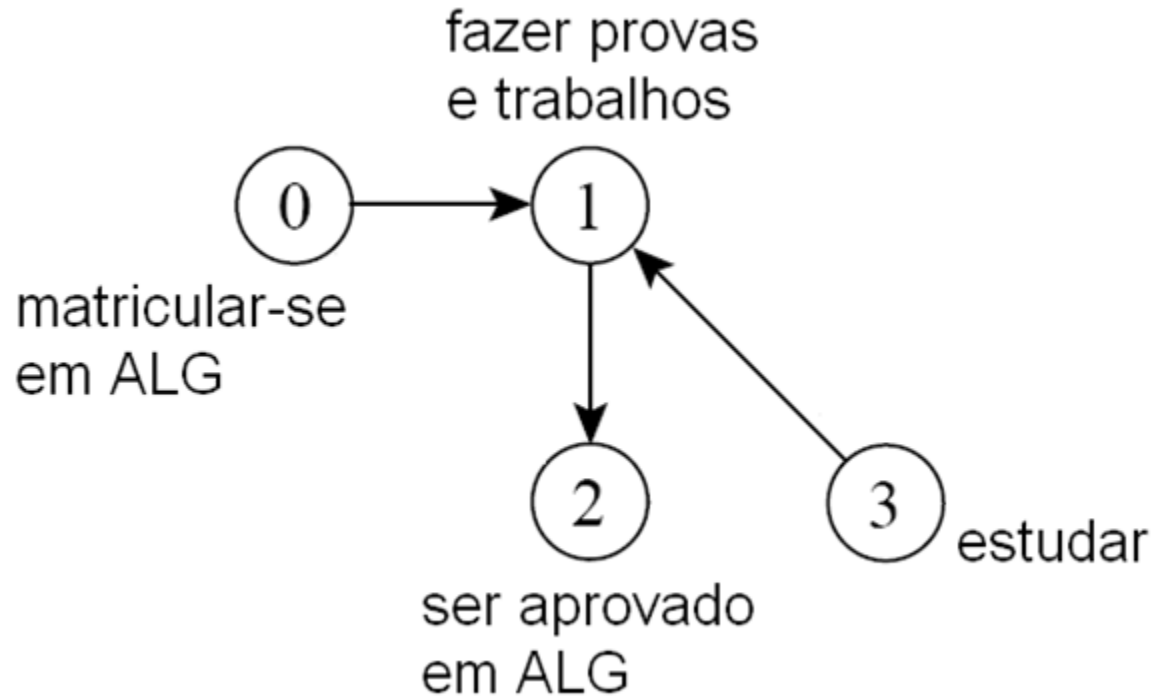 fazer provas
e trabalhos
0
1
matricular-se
em ALG
2
3
estudar
ser aprovado
em ALG